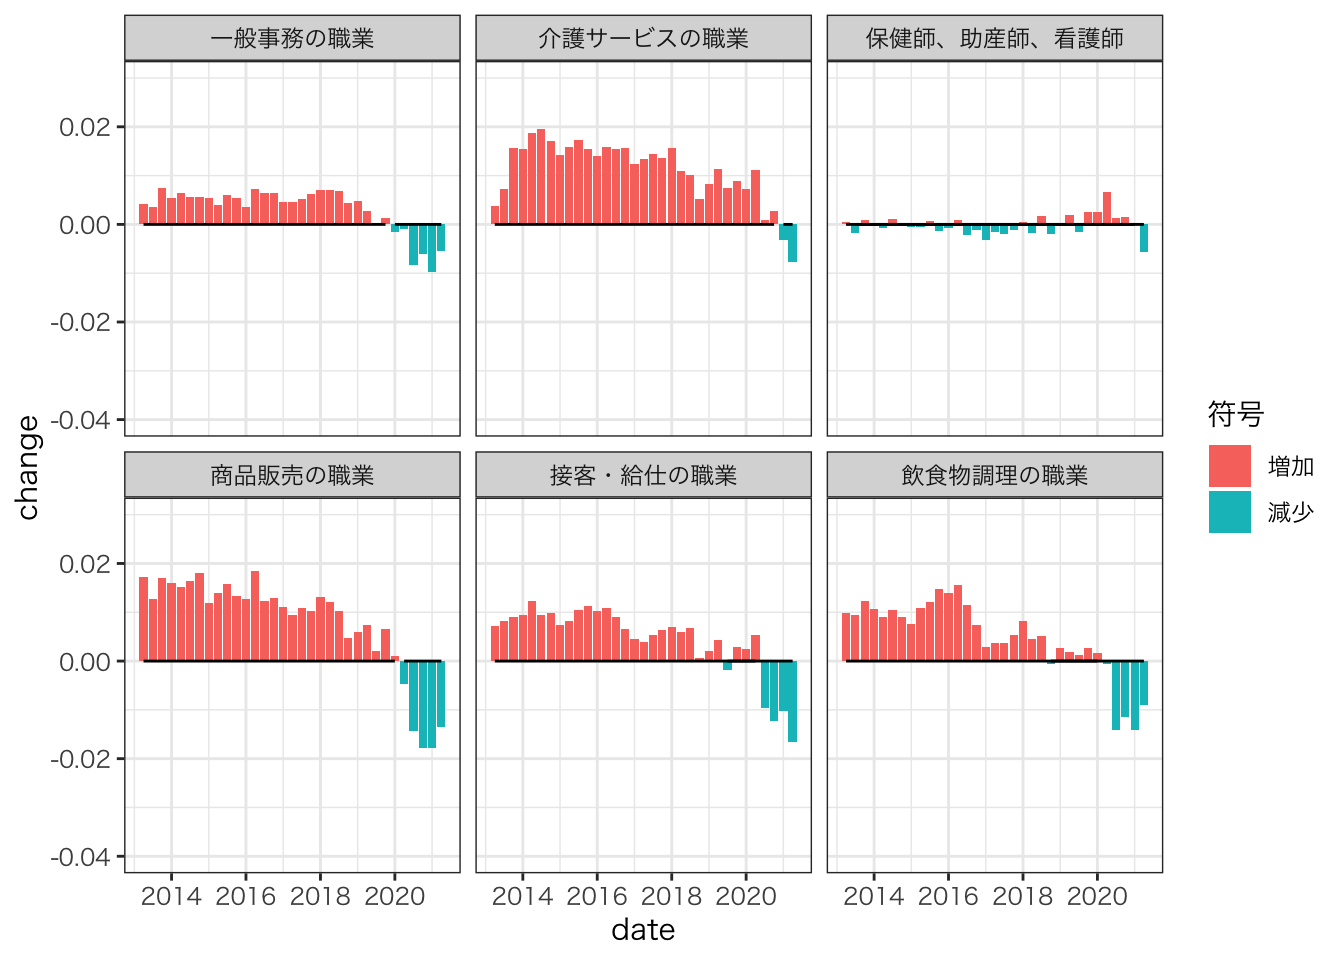 一般事務の職業
介護サービスの職業
保健師、助産師、看護師
0.02
0.00
-0.02
-0.04
商品販売の職業
接客・給仕の職業
飲食物調理の職業
0.02
0.00
-0.02
-0.04
2014 2016 2018 2020
2014 2016 2018 2020
2014 2016 2018 2020
date
change
符号
増加
減少